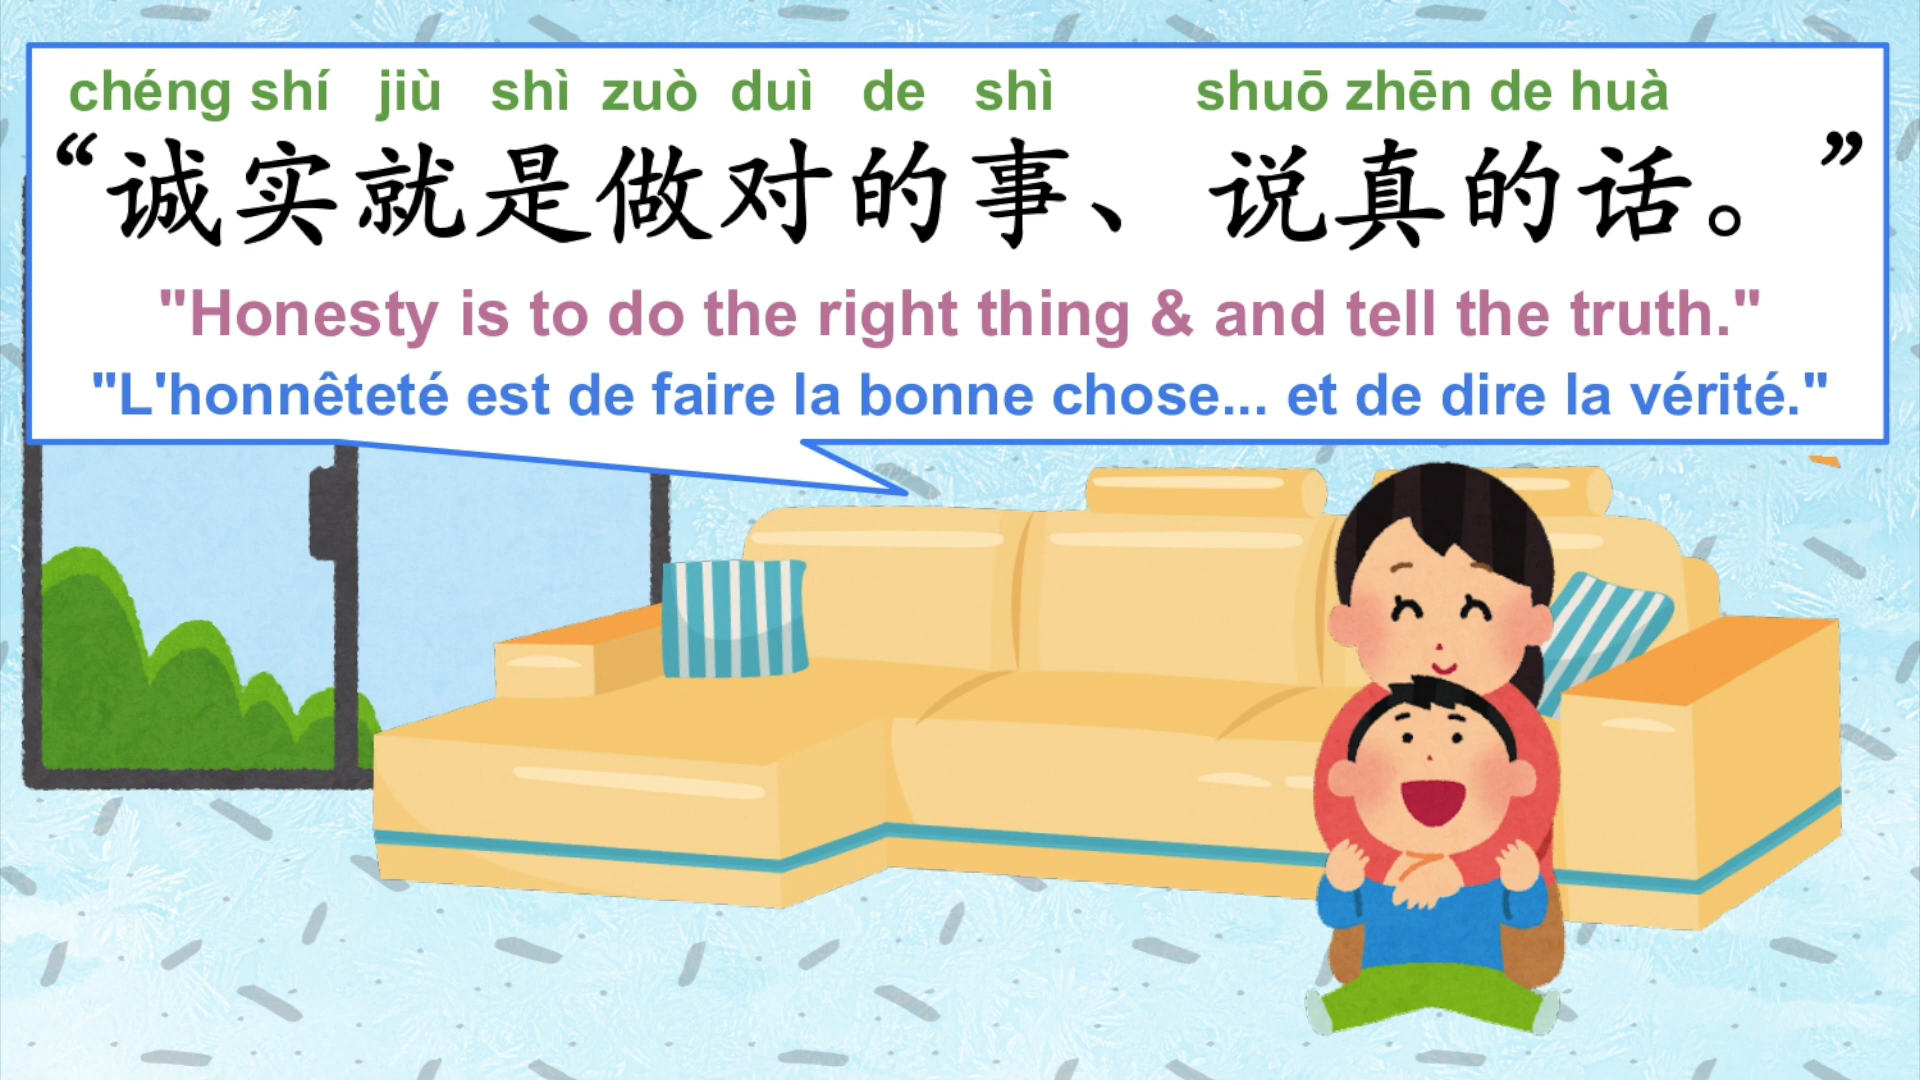 chéng shí jiù shì zuò duì de shì shuō zhēn de huà
“诚实就是做对的事、说真的话。”
"Honesty is to do the right thing & and tell the truth."
"L'honnêteté est de faire la bonne chose... et de dire la vérité."